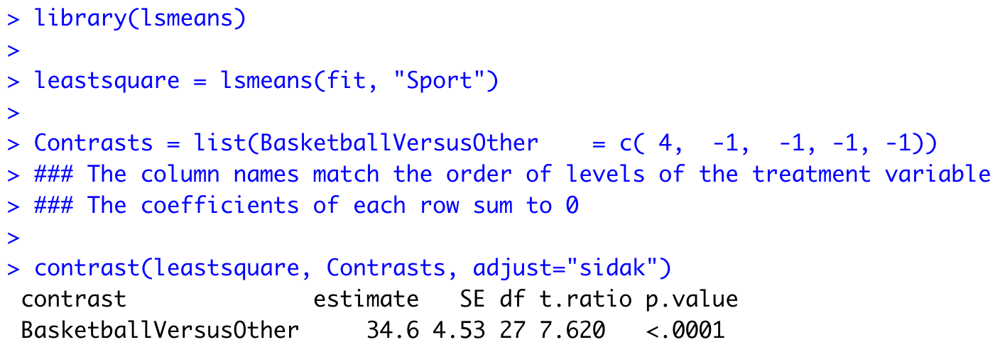 > library(lsmeans)
>
> leastsquare = lsmeans(fit, "Sport")
>
> Contrasts = list(BasketballVersusOther    = c( 4,  -1,  -1, -1, -1))
> ### The column names match the order of levels of the treatment variable
> ### The coefficients of each row sum to 0
>
> contrast(leastsquare, Contrasts, adjust="sidak")
 contrast              estimate   SE df t.ratio p.value
 BasketballVersusOther     34.6 4.53 27 7.620   <.0001